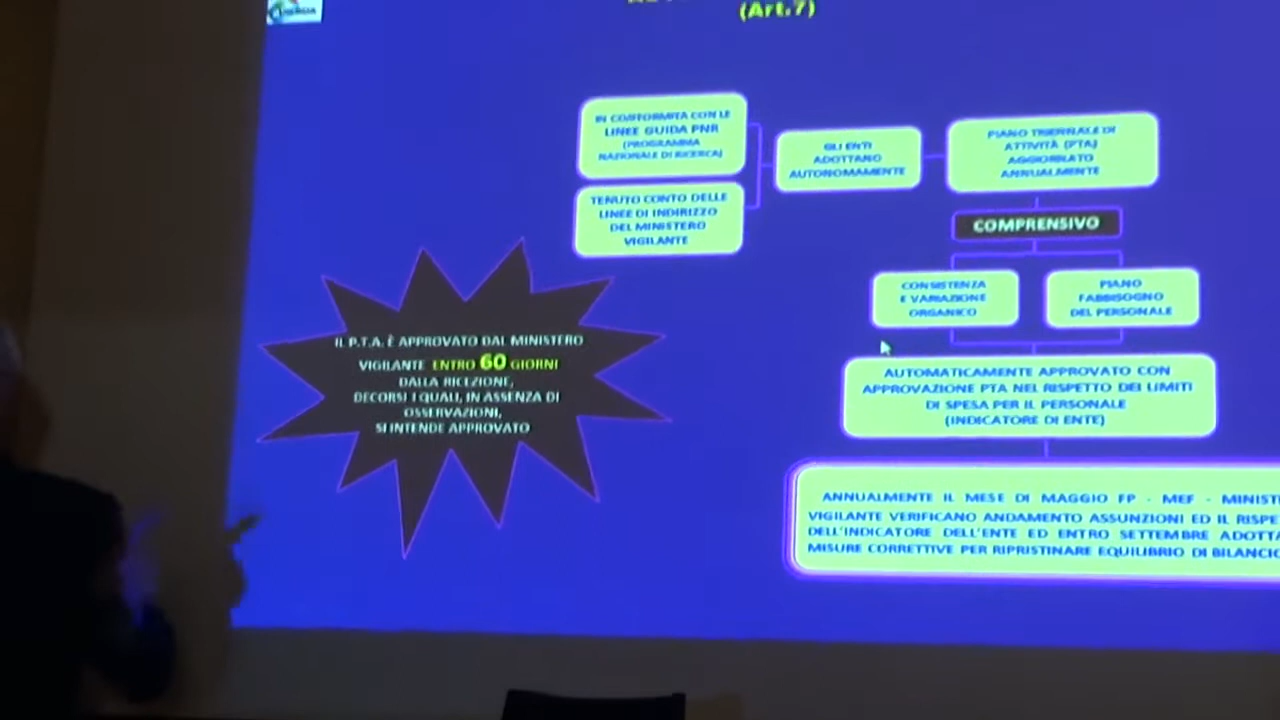 (Art.7)
IN CONFORMITÀ CON LE
LINEE GUIDA PNR
(PROGRAMMA
NAZIONALE DI RICERCA)
TENUTO CONTO DELLE
LINEE DI INDIRIZZO
DEL MINISTERO
VIGILANTE
GLI ENTI
ADOTTANO
AUTONOMAMENTE
PIANO TRIENNALE DI
ATTIVITÀ (PTA)
AGGIORNATO
ANNUALMENTE
COMPRENSIVO
CONSISTENZA
E VARIAZIONE
ORGANICO
PIANO
FABBISOGNO
DEL PERSONALE
AUTOMATICAMENTE APPROVATO CON
APPROVAZIONE PTA NEL RISPETTO DEI LIMITI
DI SPESA PER IL PERSONALE
(INDICATORE DI ENTE)
IL P.T.A. È APPROVATO DAL MINISTERO
VIGILANTE ENTRO 60 GIORNI
DALLA RICEZIONE,
DECORSI I QUALI, IN ASSENZA DI
OSSERVAZIONI,
SI INTENDE APPROVATO
ANNUALMENTE IL MESE DI MAGGIO FP - MEF - MINIST
VIGILANTE VERIFICANO ANDAMENTO ASSUNZIONI ED IL RISPE
DELL'INDICATORE DELL'ENTE ED ENTRO SETTEMBRE ADOTTA
MISURE CORRETTIVE PER RIPRISTINARE EQUILIBRIO DI BILANCIO